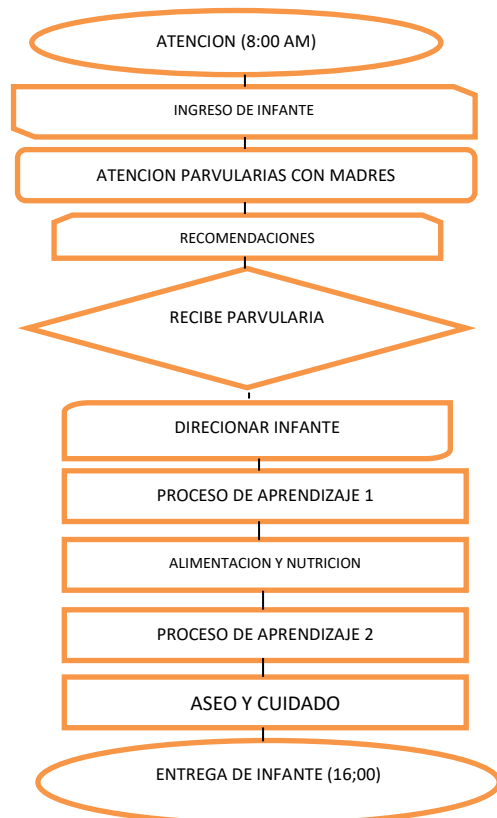 ATENCION (8:00 AM)
INGRESO DE INFANTE
ATENCION PARVULARIAS CON MADRES
RECOMENDACIONES
RECIBE PARVULARIA
DIRECIONAR INFANTE
PROCESO DE APRENDIZAJE 1
ALIMENTACION Y NUTRICION
PROCESO DE APRENDIZAJE 2
ASEO Y CUIDADO
ENTREGA DE INFANTE (16;00)